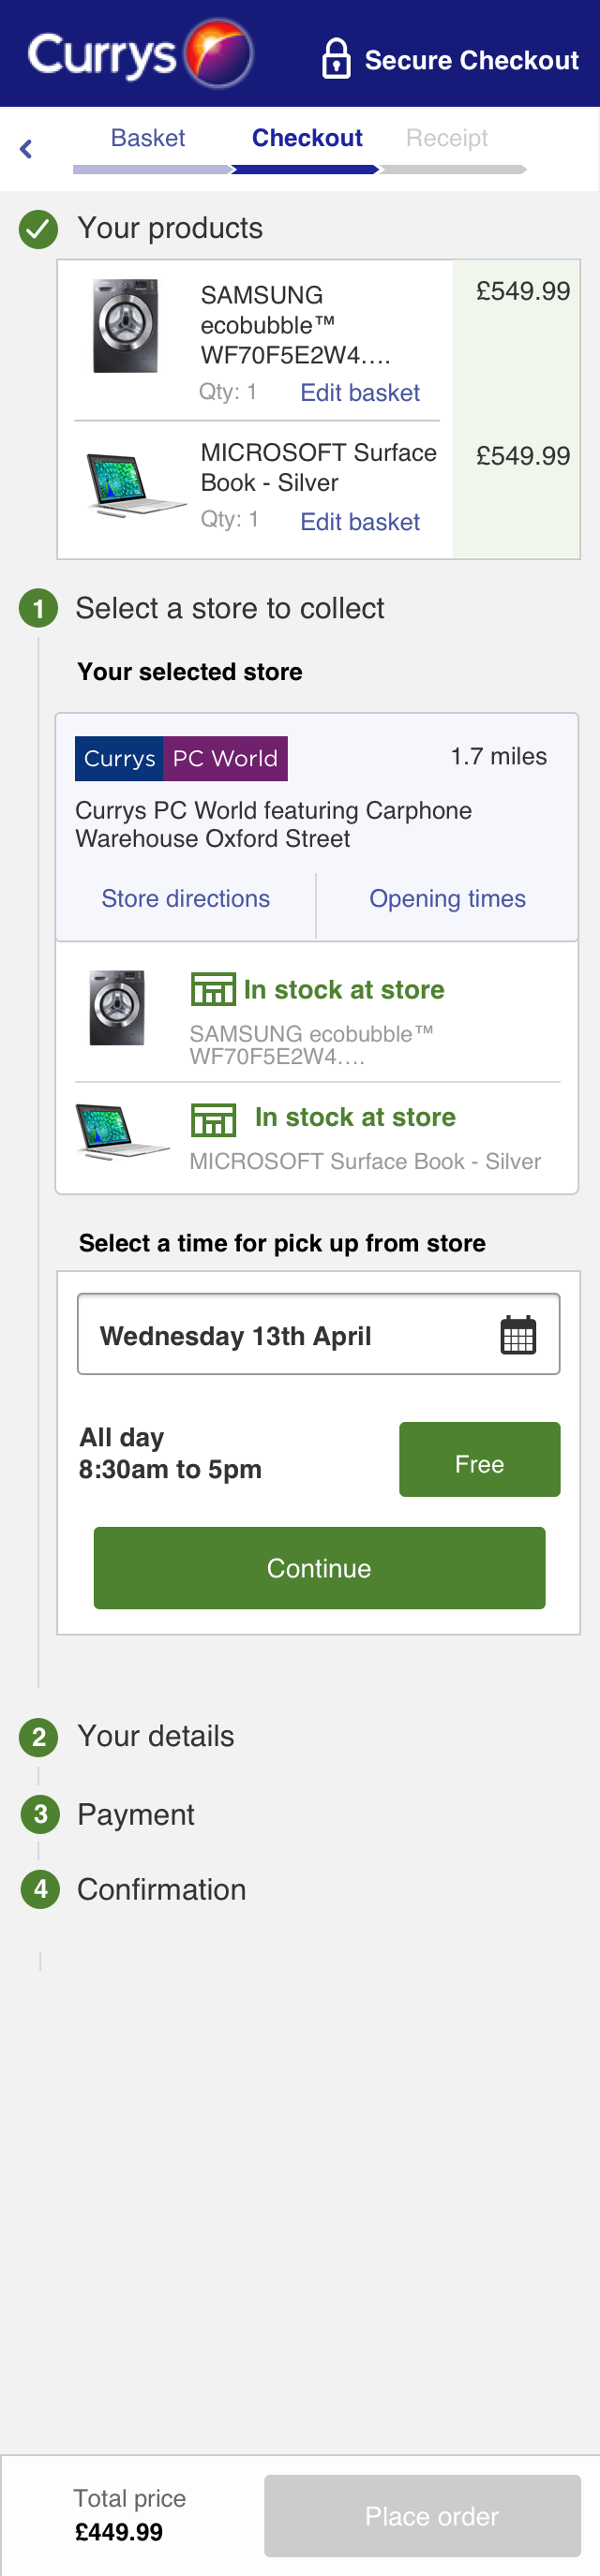 Currys
Secure Checkout
Basket
Checkout
Receipt
Your products
SAMSUNG
ecobubble™
WF70F5E2W4....
£549.99
Qty: 1
Edit basket
MICROSOFT Surface
Book - Silver
£549.99
Qty: 1
Edit basket
1
Select a store to collect
Your selected store
Currys PC World
1.7 miles
Currys PC World featuring Carphone
Warehouse Oxford Street
Store directions
Opening times
In stock at store
SAMSUNG ecobubble™
WF70F5E2W4....
In stock at store
MICROSOFT Surface Book - Silver
Select a time for pick up from store
Wednesday 13th April
All day
8:30am to 5pm
Free
Continue
2
Your details
3
Payment
4
Confirmation
Total price
£449.99
Place order